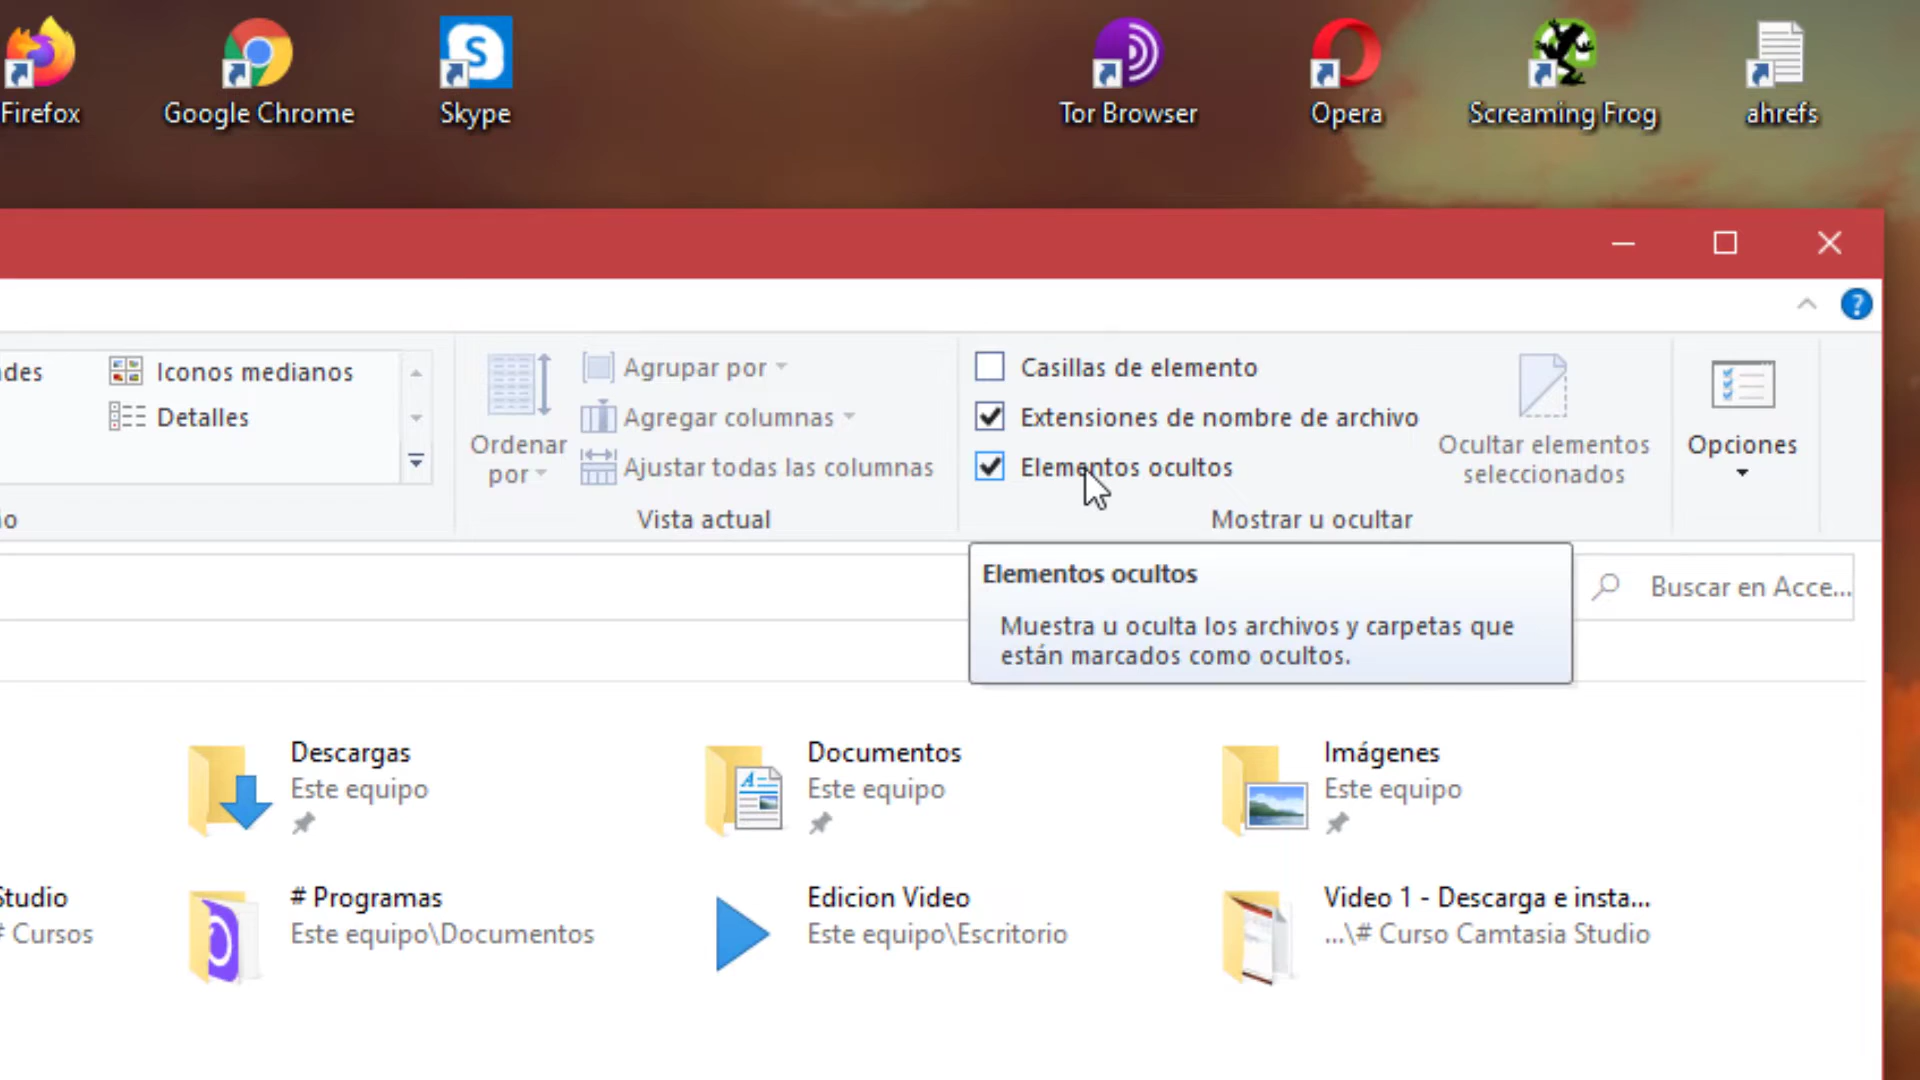 Firefox
Google Chrome
Skype
Tor Browser
Opera
Screaming Frog
ahrefs
des
Iconos medianos
Detalles
Ordenar
por
Agrupar por
Agregar columnas
Ajustar todas las columnas
Vista actual
Casillas de elemento
Extensiones de nombre de archivo
Elementos ocultos
Ocultar elementos
seleccionados
Mostrar u ocultar
Opciones
Elementos ocultos
Muestra u oculta los archivos y carpetas que
están marcados como ocultos.
Buscar en Acce...
Descargas
Este equipo
Documentos
Este equipo
Imágenes
Este equipo
Studio
# Cursos
# Programas
Este equipo\Documentos
Edicion Video
Este equipo\Escritorio
Video 1 - Descarga e insta...
...\# Curso Camtasia Studio